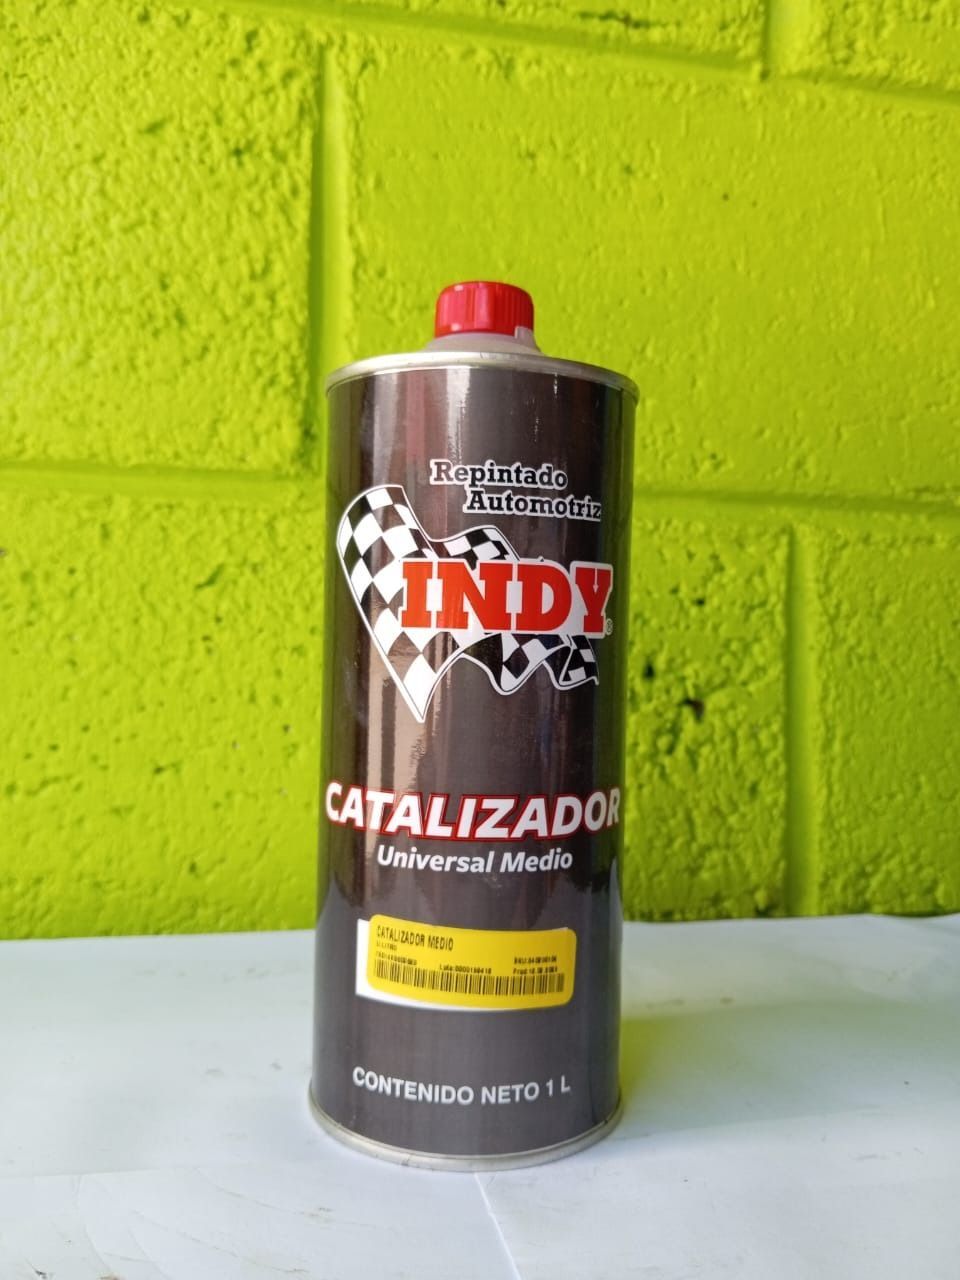 Repintado
Automotriz
INDY®
CATALIZADOR
Universal Medio
CATALIZADOR MEDIO
CONTENIDO NETO 1 L